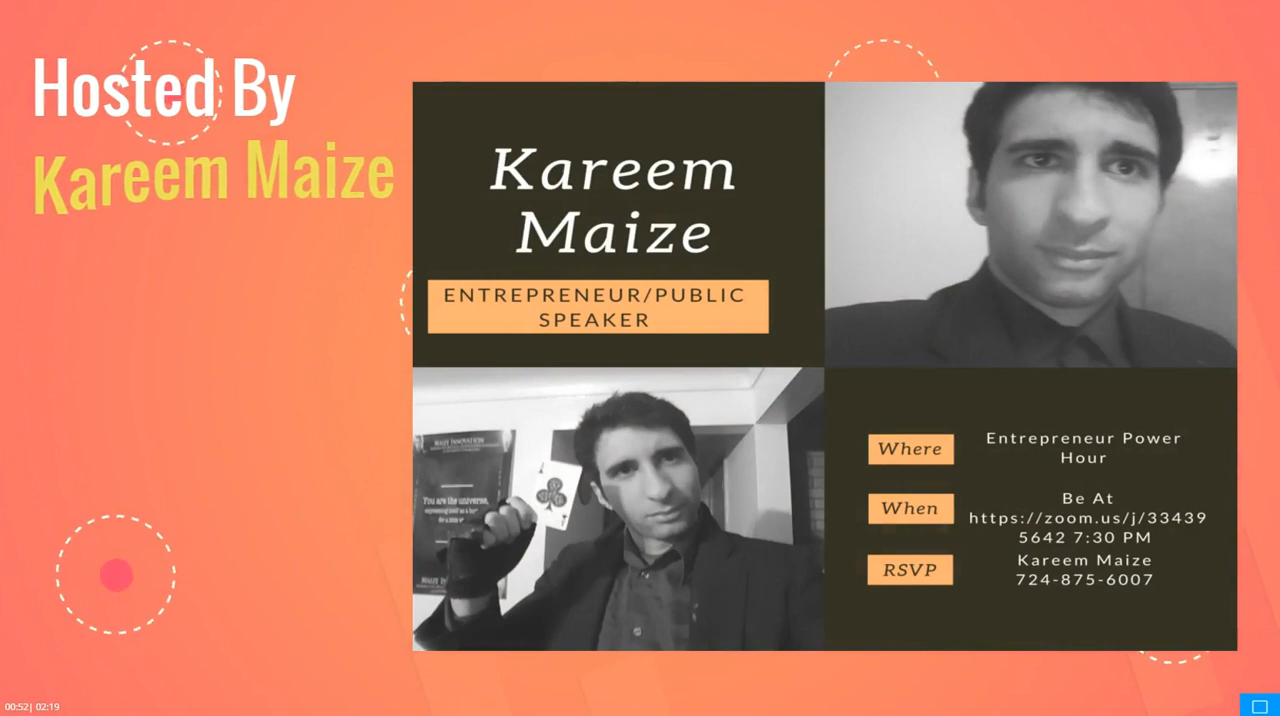 Hosted By
Kareem Maize
Kareem
Maize
ENTREPRENEUR/PUBLIC
SPEAKER
MAIZE INNOVATION
You are the universe,
Where
Entrepreneur Power
Hour
When
Be At
https://zoom.us/j/33439
5642 7:30 PM
RSVP
Kareem Maize
724-875-6007
00:52| 02:19